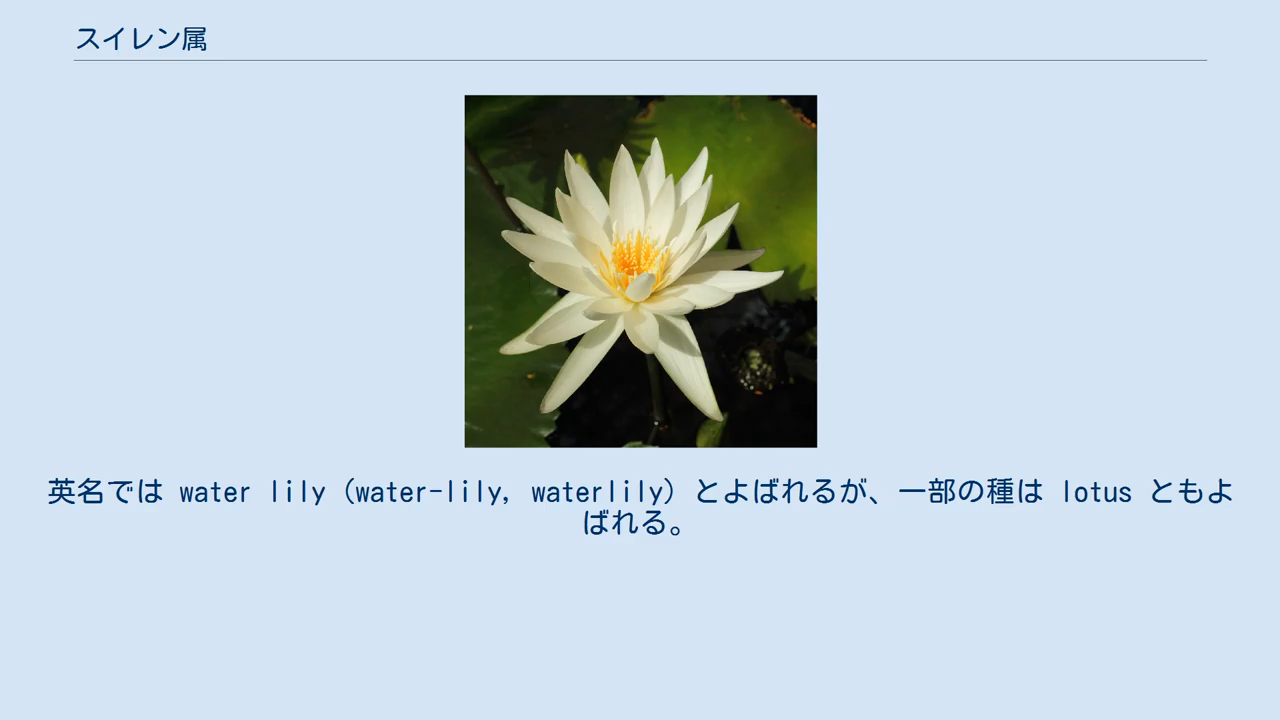 スイレン属
英名では water lily (water-lily, waterlily) とよばれるが、一部の種は lotus ともよ
ばれる。